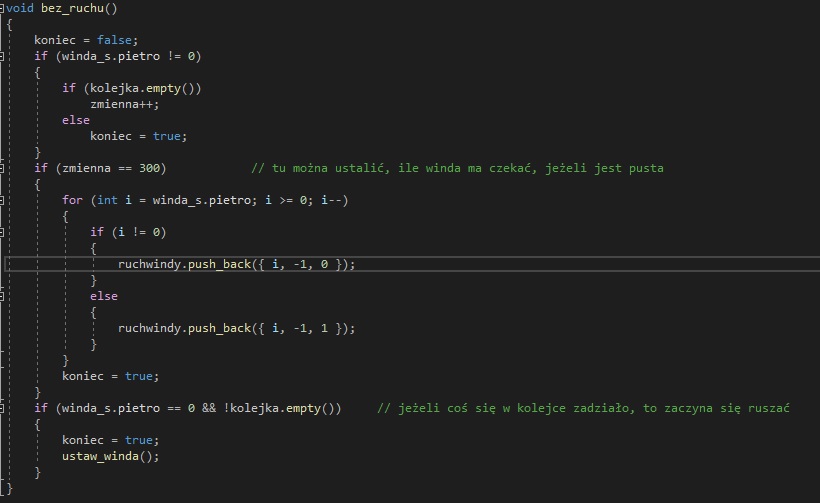 void bez_ruchu()
{
    koniec = false;
    if (winda_s.pietro != 0)
    {
        if (kolejka.empty())
            zmienna++;
        else
            koniec = true;
    }
    if (zmienna == 300)            // tu można ustalić, ile winda ma czekać, jeżeli jest pusta
    {
        for (int i = winda_s.pietro; i >= 0; i--)
        {
            if (i != 0)
            {
                ruchwindy.push_back({ i, -1, 0 });
            }
            else
            {
                ruchwindy.push_back({ i, -1, 1 });
            }
        }
        koniec = true;
    }
    if (winda_s.pietro == 0 && !kolejka.empty())     // jeżeli coś się w kolejce zadziało, to zaczyna się ruszać
    {
        koniec = true;
        ustaw_winda();
    }
}